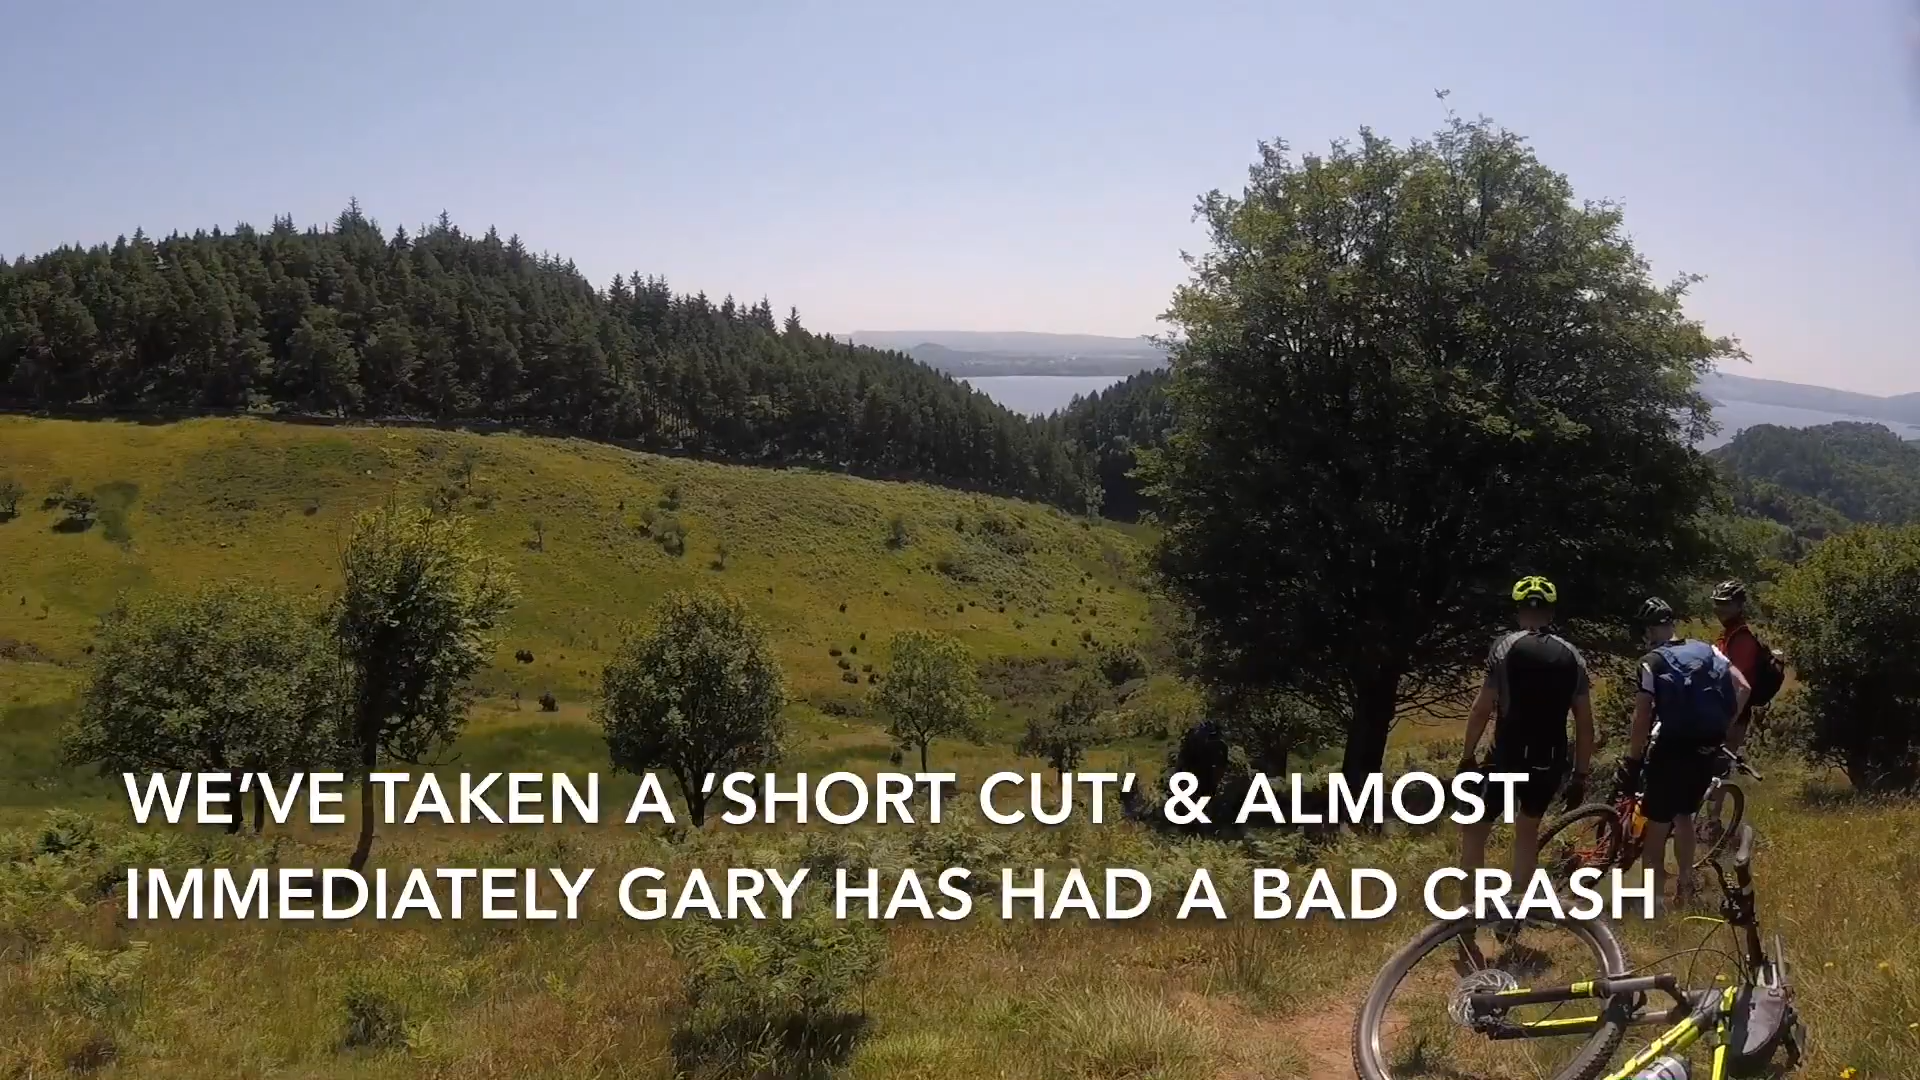 WE’VE TAKEN A ‘SHORT CUT’ & ALMOST
IMMEDIATELY GARY HAS HAD A BAD CRASH